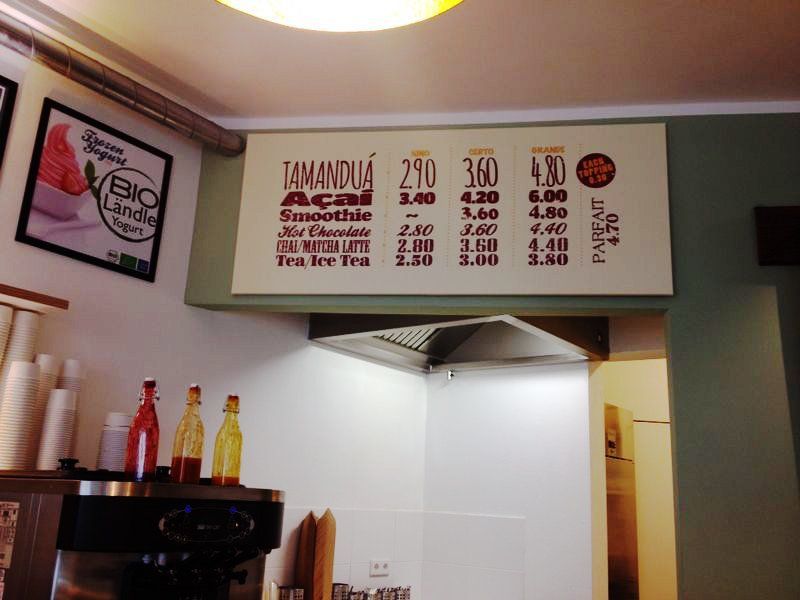 Frozen
Yogurt
BIO
Ländle
Yogurt
NINO CERTO GRANDE
TAMANDUÁ 2.90 3.60 4.80
Açaí 3.40 4.20 6.00
Smoothie ~ 3.60 4.80
Hot Chocolate 2.80 3.60 4.40
CHAI/MATCHA LATTE 2.80 3.60 4.40
Tea/Ice Tea 2.50 3.00 3.80
EACH
TOPPING
0.50
PARFAIT
4.70